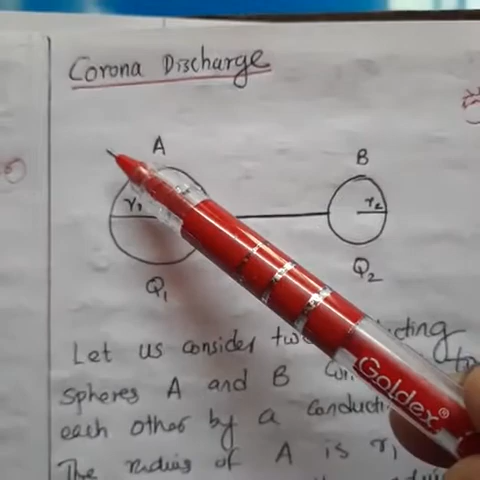 Corona Discharge
A
B
r₁
r₂
Q₁
Q₂
Let us consider
spheres A and B
each other by a
The radius of A is r₁
Goldex®